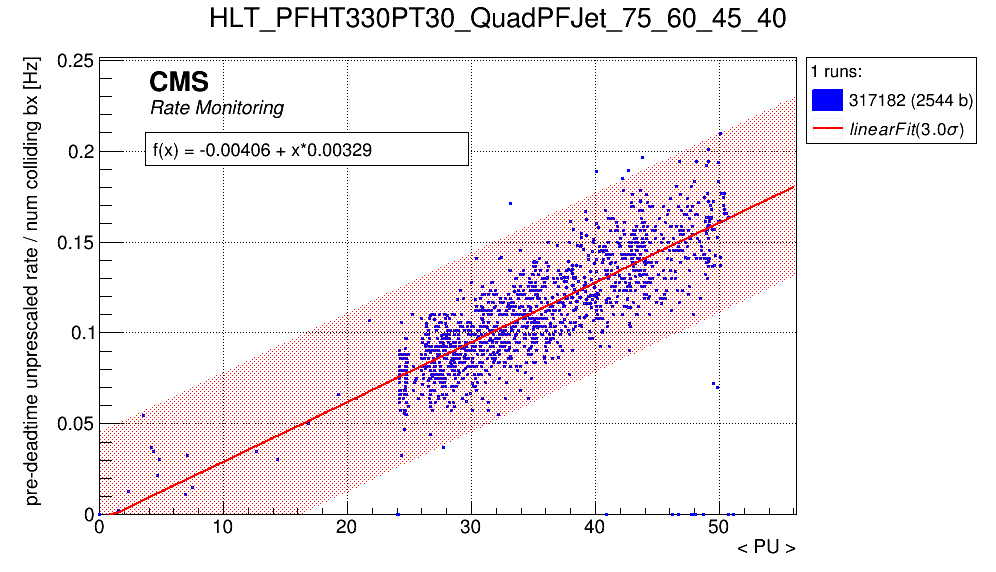 HLT_PFHT330PT30_QuadPFJet_75_60_45_40
pre-deadtime unprescaled rate / num colliding bx [Hz]
0.25
0.2
0.15
0.1
0.05
0
CMS
Rate Monitoring
f(x) = -0.00406 + x*0.00329
0 10 20 30 40 50
< PU >
1 runs:
317182 (2544 b)
linearFit(3.0σ)